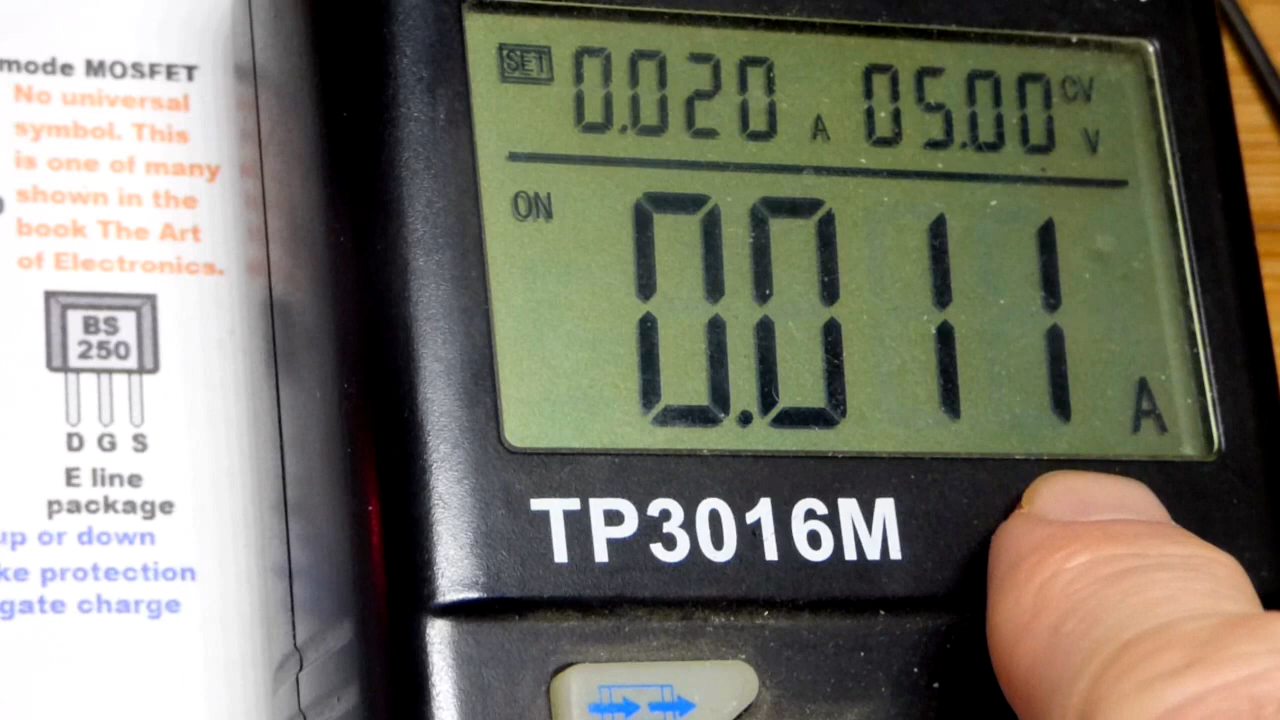 mode MOSFET
No universal
symbol. This
is one of many
shown in the
book The Art
of Electronics.
BS
250
D G S
E line
package
up or down
ke protection
gate charge
SET 0.020 A 05.00 CV V
ON 0.011 A
TP3016M